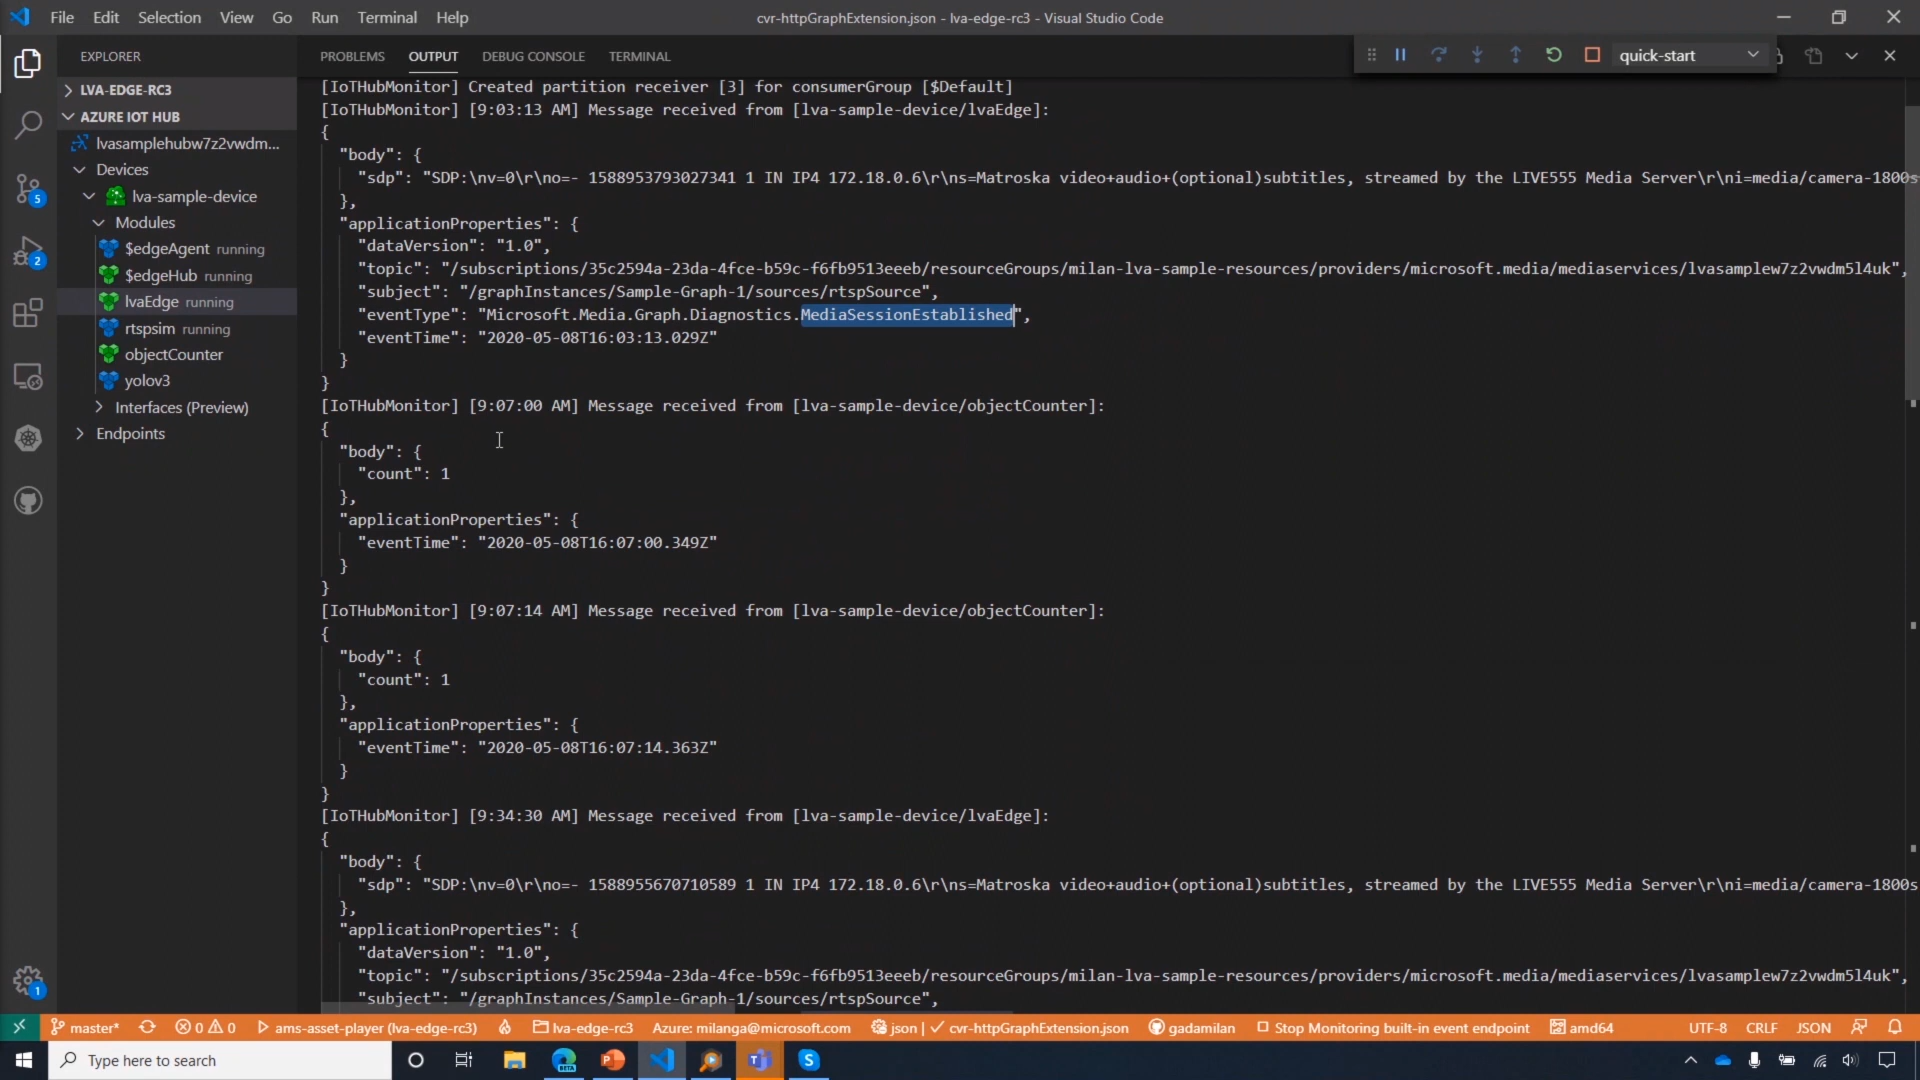 File Edit Selection View Go Run Terminal Help
cvr-httpGraphExtension.json - lva-edge-rc3 - Visual Studio Code
EXPLORER
LVA-EDGE-RC3
AZURE IOT HUB
lvasamplehubw7z2vwdm...
Devices
lva-sample-device
Modules
$edgeAgent running
$edgeHub running
lvaEdge running
rtspsim running
objectCounter
yolov3
Interfaces (Preview)
Endpoints
5
2
1
PROBLEMS OUTPUT DEBUG CONSOLE TERMINAL
quick-start
[IoTHubMonitor] Created partition receiver [3] for consumerGroup [$Default]
[IoTHubMonitor] [9:03:13 AM] Message received from [lva-sample-device/lvaEdge]:
{
"body": {
"sdp": "SDP:\nv=0\r\no=- 1588953793027341 1 IN IP4 172.18.0.6\r\ns=Matroska video+audio+(optional)subtitles, streamed by the LIVE555 Media Server\r\ni=media/camera-1800s
},
"applicationProperties": {
"dataVersion": "1.0",
"topic": "/subscriptions/35c2594a-23da-4fce-b59c-f6fb9513eeeb/resourceGroups/milan-lva-sample-resources/providers/microsoft.media/mediaservices/lvasamplew7z2vwdm5l4uk",
"subject": "/graphInstances/Sample-Graph-1/sources/rtspSource",
"eventType": "Microsoft.Media.Graph.Diagnostics.MediaSessionEstablished",
"eventTime": "2020-05-08T16:03:13.029Z"
}
}
[IoTHubMonitor] [9:07:00 AM] Message received from [lva-sample-device/objectCounter]:
{
"body": {
"count": 1
},
"applicationProperties": {
"eventTime": "2020-05-08T16:07:00.349Z"
}
}
[IoTHubMonitor] [9:07:14 AM] Message received from [lva-sample-device/objectCounter]:
{
"body": {
"count": 1
},
"applicationProperties": {
"eventTime": "2020-05-08T16:07:14.363Z"
}
}
[IoTHubMonitor] [9:34:30 AM] Message received from [lva-sample-device/lvaEdge]:
{
"body": {
"sdp": "SDP:\nv=0\r\no=- 1588955670710589 1 IN IP4 172.18.0.6\r\ns=Matroska video+audio+(optional)subtitles, streamed by the LIVE555 Media Server\r\ni=media/camera-1800s
},
"applicationProperties": {
"dataVersion": "1.0",
"topic": "/subscriptions/35c2594a-23da-4fce-b59c-f6fb9513eeeb/resourceGroups/milan-lva-sample-resources/providers/microsoft.media/mediaservices/lvasamplew7z2vwdm5l4uk",
"subject": "/graphInstances/Sample-Graph-1/sources/rtspSource",
master* 0 0 ams-asset-player (lva-edge-rc3) lva-edge-rc3 Azure: milanga@microsoft.com json | ✓ cvr-httpGraphExtension.json gadamilan Stop Monitoring built-in event endpoint amd64 UTF-8 CRLF JSON
Type here to search
BETA